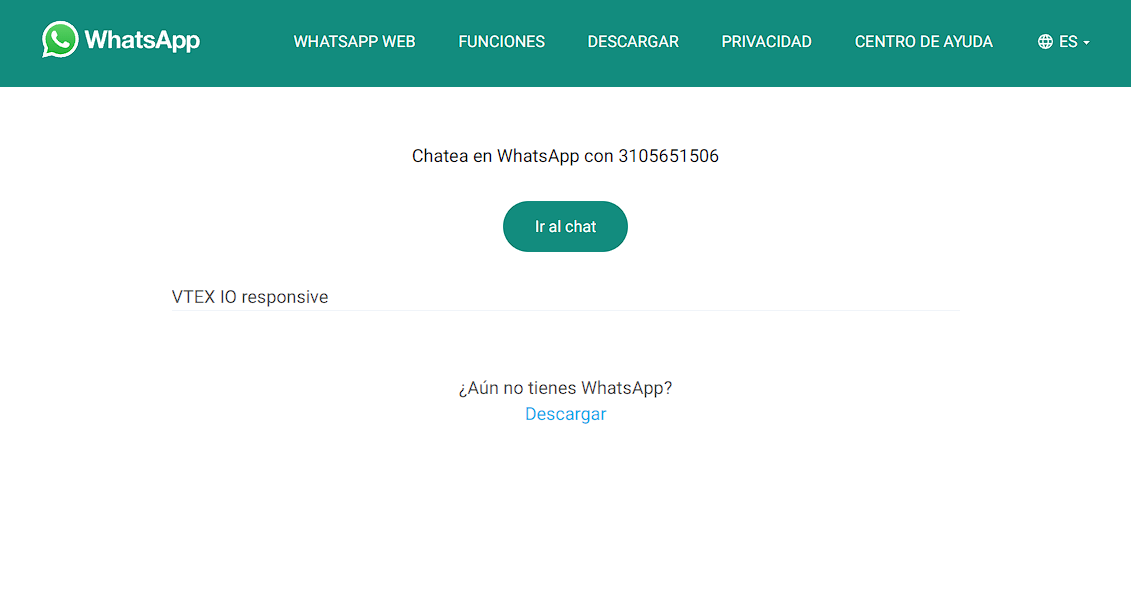 WhatsApp WHATSAPP WEB FUNCIONES DESCARGAR PRIVACIDAD CENTRO DE AYUDA ES
Chatea en WhatsApp con 3105651506
Ir al chat
VTEX IO responsive
¿Aún no tienes WhatsApp?
Descargar